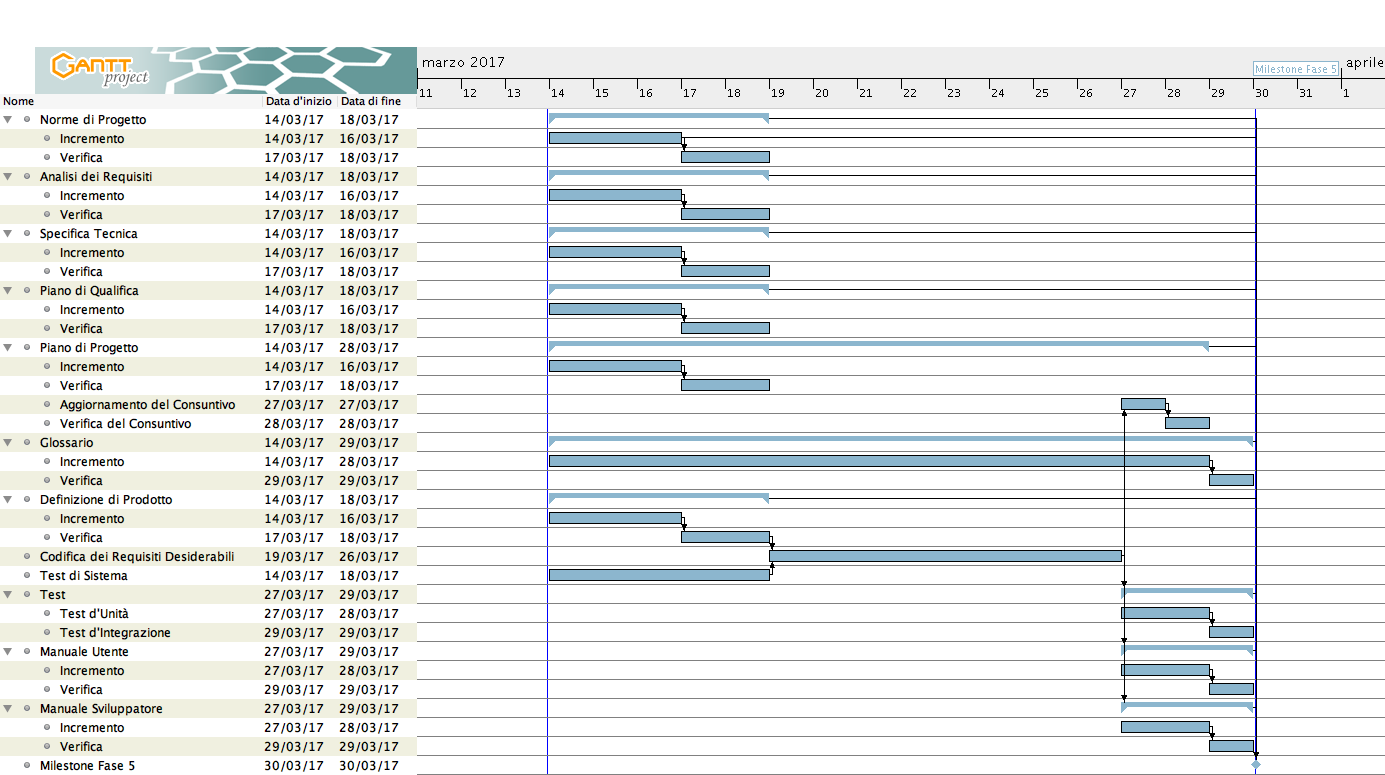 GANTT
project
marzo 2017
Milestone Fase 5
aprile
11 12 13 14 15 16 17 18 19 20 21 22 23 24 25 26 27 28 29 30 31 1
Nome Data d'inizio Data di fine
Norme di Progetto 14/03/17 18/03/17
Incremento 14/03/17 16/03/17
Verifica 17/03/17 18/03/17
Analisi dei Requisiti 14/03/17 18/03/17
Incremento 14/03/17 16/03/17
Verifica 17/03/17 18/03/17
Specifica Tecnica 14/03/17 18/03/17
Incremento 14/03/17 16/03/17
Verifica 17/03/17 18/03/17
Piano di Qualifica 14/03/17 18/03/17
Incremento 14/03/17 16/03/17
Verifica 17/03/17 18/03/17
Piano di Progetto 14/03/17 28/03/17
Incremento 14/03/17 16/03/17
Verifica 17/03/17 18/03/17
Aggiornamento del Consuntivo 27/03/17 27/03/17
Verifica del Consuntivo 28/03/17 28/03/17
Glossario 14/03/17 29/03/17
Incremento 14/03/17 28/03/17
Verifica 29/03/17 29/03/17
Definizione di Prodotto 14/03/17 18/03/17
Incremento 14/03/17 16/03/17
Verifica 17/03/17 18/03/17
Codifica dei Requisiti Desiderabili 19/03/17 26/03/17
Test di Sistema 14/03/17 18/03/17
Test 27/03/17 29/03/17
Test d'Unità 27/03/17 28/03/17
Test d'Integrazione 29/03/17 29/03/17
Manuale Utente 27/03/17 29/03/17
Incremento 27/03/17 28/03/17
Verifica 29/03/17 29/03/17
Manuale Sviluppatore 27/03/17 29/03/17
Incremento 27/03/17 28/03/17
Verifica 29/03/17 29/03/17
Milestone Fase 5 30/03/17 30/03/17